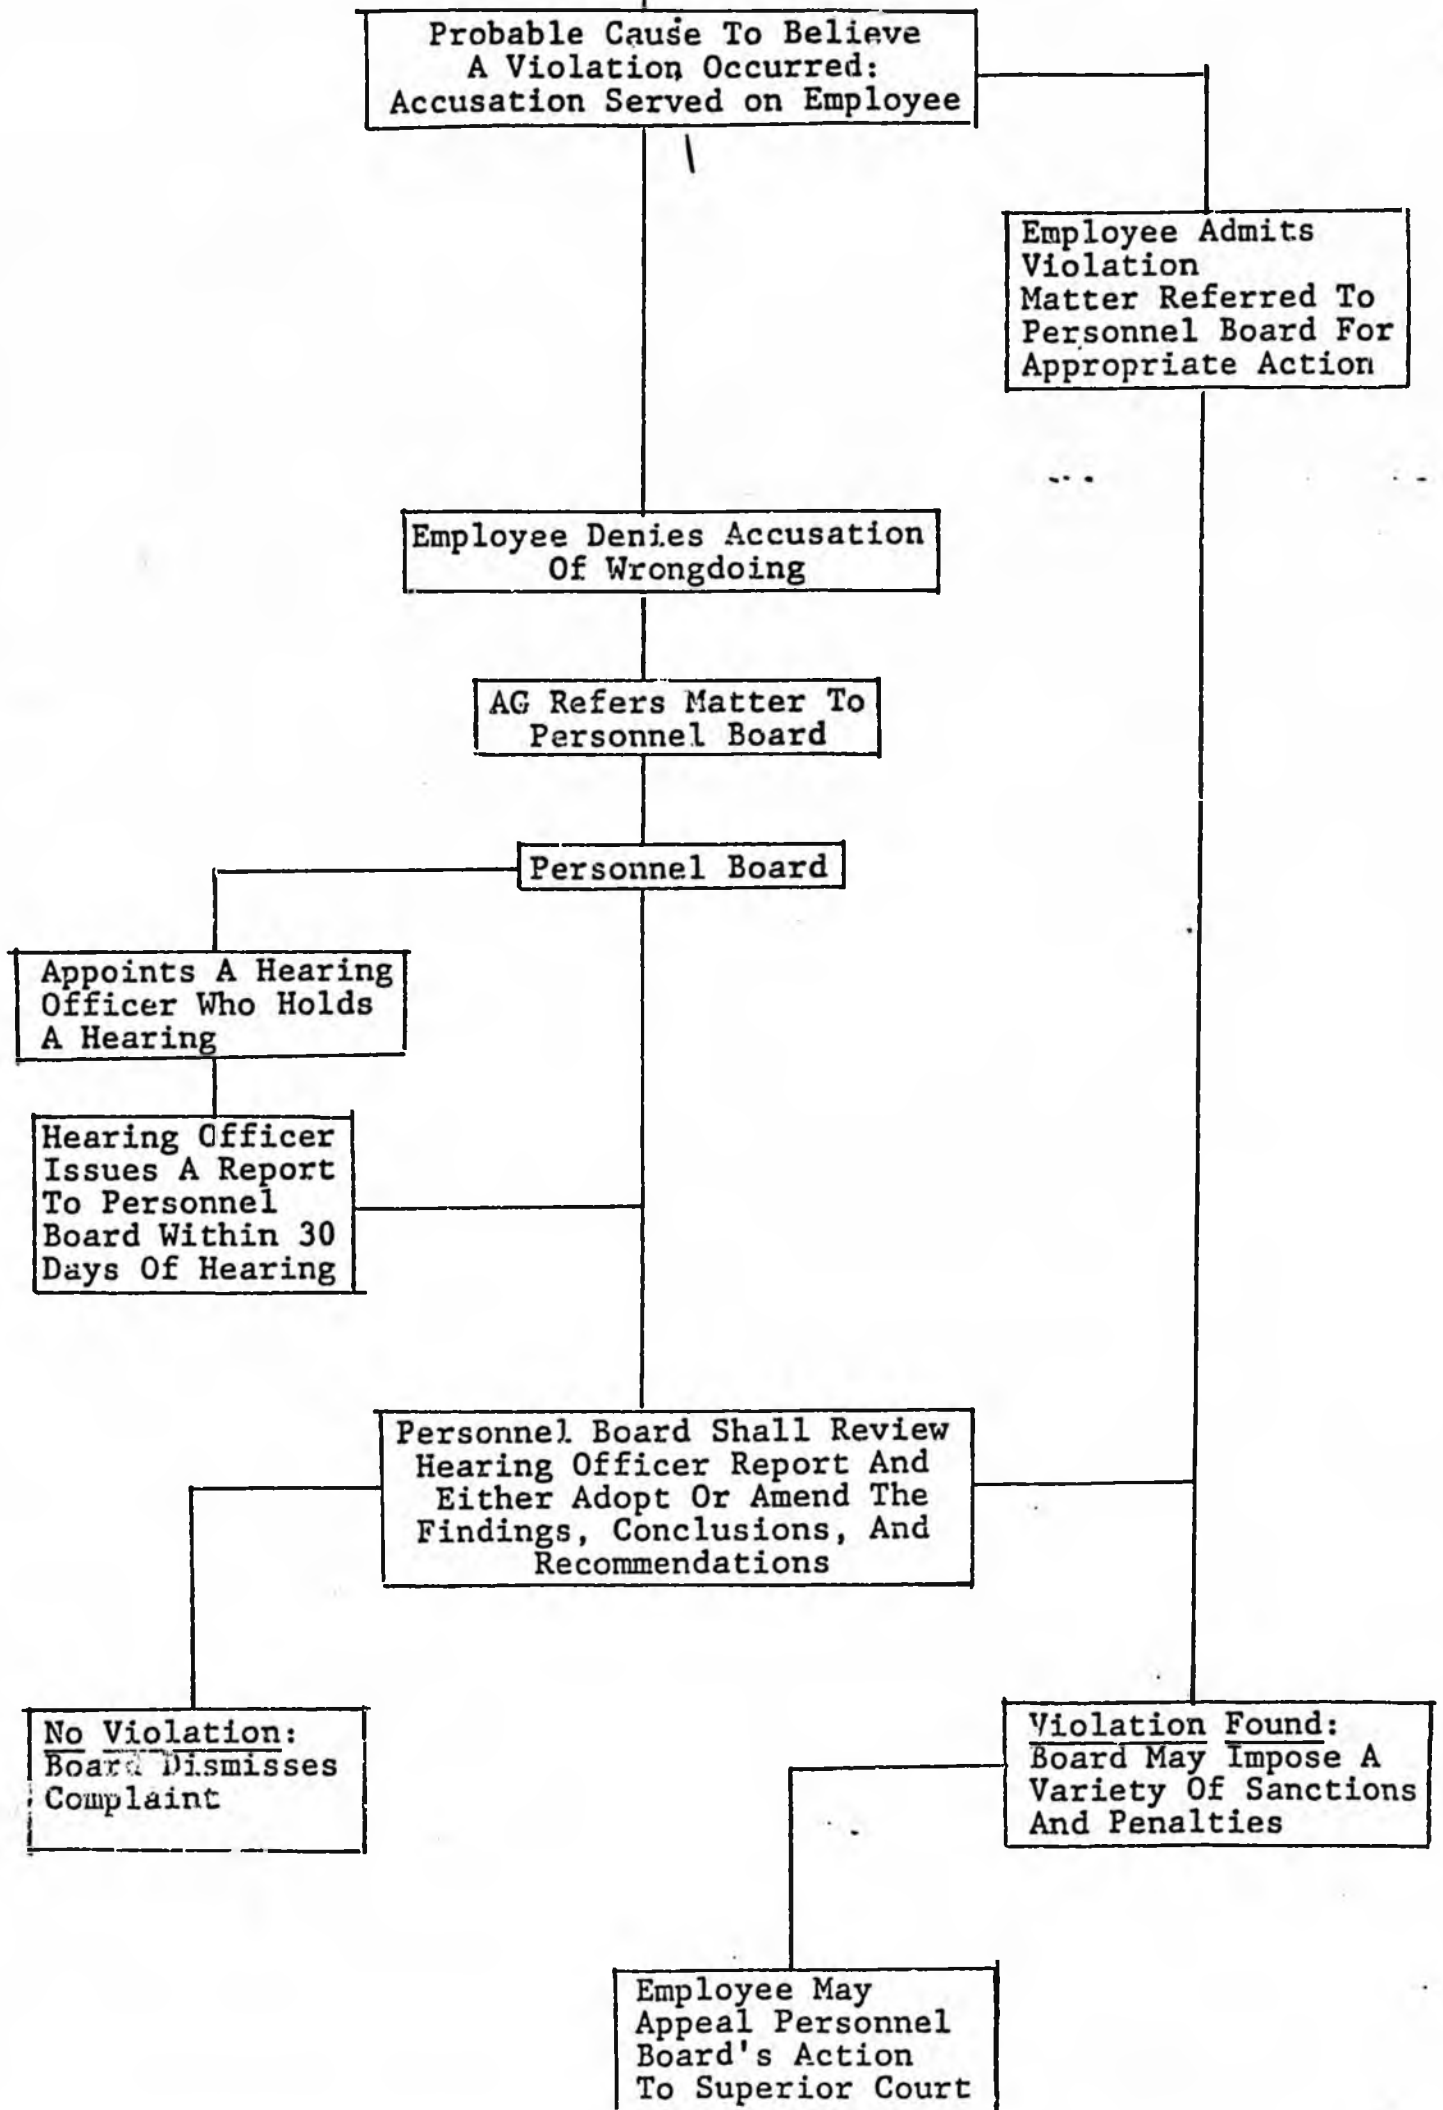 Probable Cause To Believe
A Violation Occurred:
Accusation Served on Employee
Employee Admits
Violation
Matter Referred To
Personnel Board For
Appropriate Action
Employee Denies Accusation
Of Wrongdoing
AG Refers Matter To
Personnel Board
Personnel Board
Appoints A Hearing
Officer Who Holds
A Hearing
Hearing Officer
Issues A Report
To Personnel
Board Within 30
Days Of Hearing
Personnel Board Shall Review
Hearing Officer Report And
Either Adopt Or Amend The
Findings, Conclusions, And
Recommendations
No Violation:
Board Dismisses
Complaint
Violation Found:
Board May Impose A
Variety Of Sanctions
And Penalties
Employee May
Appeal Personnel
Board's Action
To Superior Court